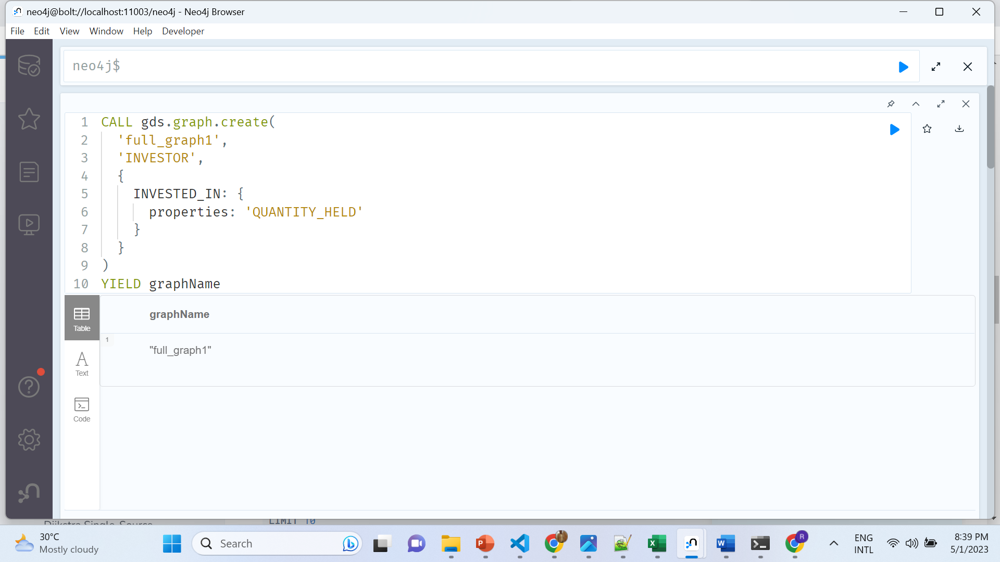 neo4j@bolt://localhost:11003/neo4j - Neo4j Browser
File Edit View Window Help Developer
neo4j$
1 CALL gds.graph.create(
2 'full_graph1',
3 'INVESTOR',
4 {
5 INVESTED_IN: {
6 properties: 'QUANTITY_HELD'
7 }
8 }
9 )
10 YIELD graphName
Table
graphName
1
"full_graph1"
Text
Code
Dijkstra Single-Source
LIMIT 10
30°C
Mostly cloudy
Search
ENG
INTL
8:39 PM
5/1/2023